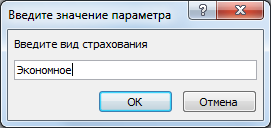 Введите значение параметра
Введите вид страхования
Экономное
ОК
Отмена